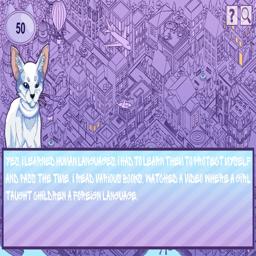 50
? 
YES, I LEARNED HUMAN LANGUAGES. I HAD TO LEARN THEM TO PROTECT MYSELF
AND PASS THE TIME. I READ VARIOUS BOOKS, WATCHED A VIDEO WHERE A GIRL
TAUGHT CHILDREN A FOREIGN LANGUAGE.